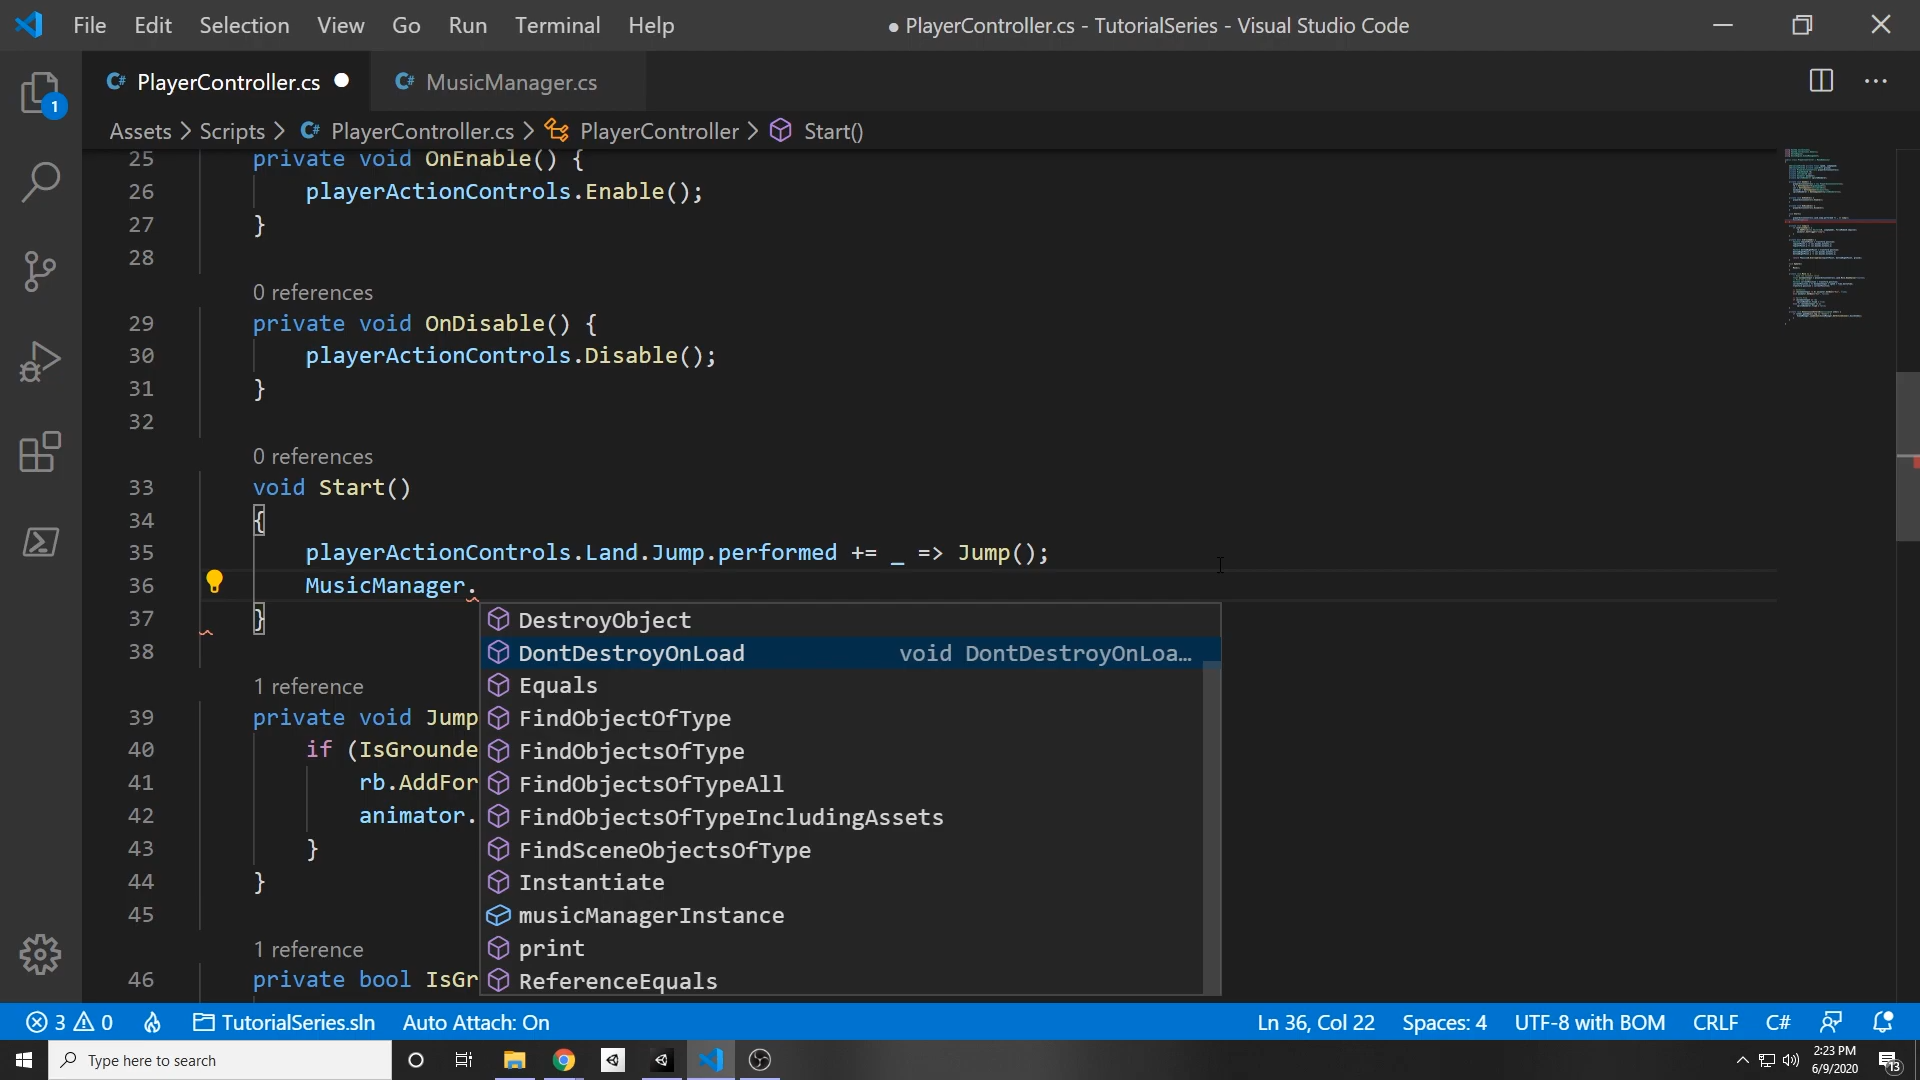 File Edit Selection View Go Run Terminal Help ● PlayerController.cs - TutorialSeries - Visual Studio Code
PlayerController.cs MusicManager.cs
1
Assets > Scripts > PlayerController.cs > PlayerController > Start()
25 private void OnEnable() {
26 playerActionControls.Enable();
27 }
28
0 references
29 private void OnDisable() {
30 playerActionControls.Disable();
31 }
32
0 references
33 void Start()
34 {
35 playerActionControls.Land.Jump.performed += _ => Jump();
36 MusicManager.
37 }
DestroyObject
38
DontDestroyOnLoad void DontDestroyOnLoa…
1 reference
Equals
39 private void Jump
FindObjectOfType
40 if (IsGrounde
FindObjectsOfType
41 rb.AddFor
FindObjectsOfTypeAll
42 animator.
FindObjectsOfTypeIncludingAssets
43 }
FindSceneObjectsOfType
44 }
Instantiate
45
musicManagerInstance
1 reference
print
46 private bool IsGr
ReferenceEquals
3 0 TutorialSeries.sln Auto Attach: On Ln 36, Col 22 Spaces: 4 UTF-8 with BOM CRLF C#
Type here to search
2:23 PM
6/9/2020
13